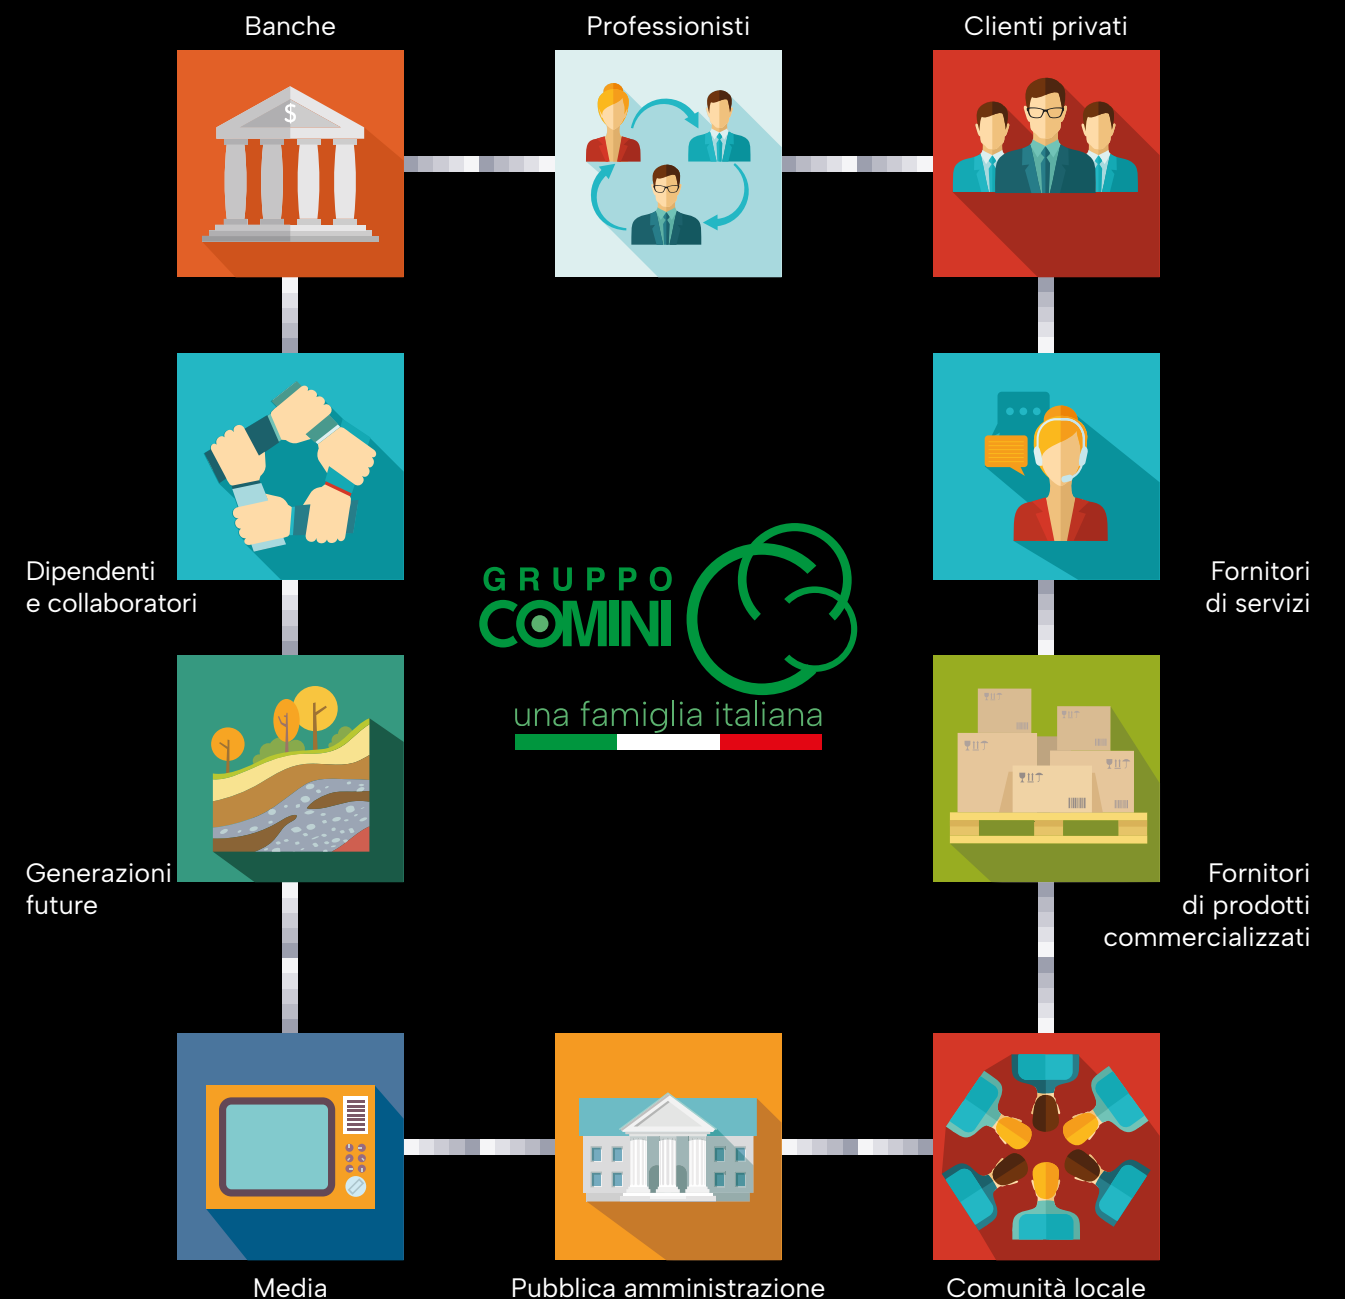 Banche
Professionisti
Clienti privati
$
Dipendenti
e collaboratori
GRUPPO
COMINI
una famiglia italiana
Fornitori
di servizi
Generazioni
future
Fornitori
di prodotti
commercializzati
Media
Pubblica amministrazione
Comunità locale